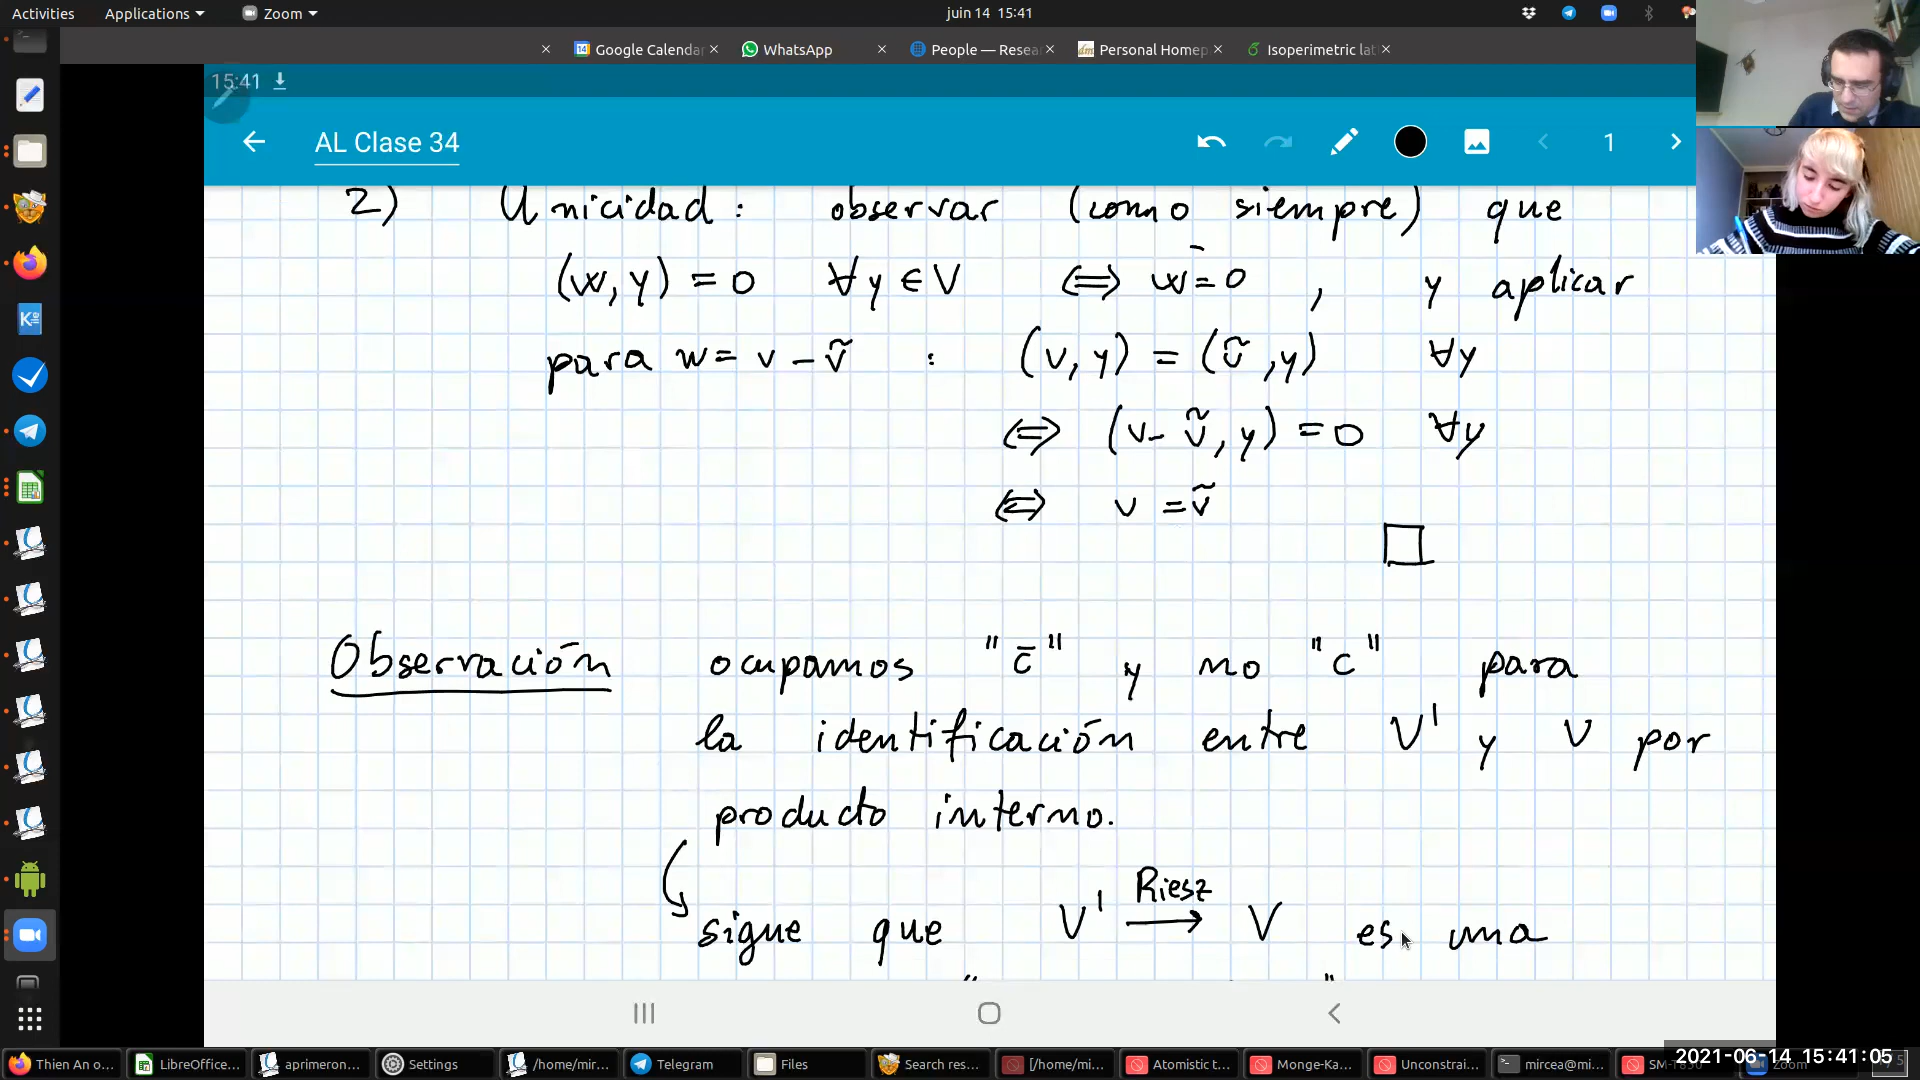 Activities Applications Zoom juin 14 15:41
Google Calenda WhatsApp People — Resea Personal Homep Isoperimetric lat
15:41
AL Clase 34 1
2) Unicidad: observar (como siempre) que
(w, y) = 0 ∀y ∈ V ⟺ w = 0 , y aplicar
para w = v - ṽ : (v, y) = (ṽ, y) ∀y
⟺ (v - ṽ, y) = 0 ∀y
⟺ v = ṽ
□
Observación ocupamos "c̄" y no "c" para
la identificación entre V' y V por
producto interno.
sigue que V' Riesz → V es una
Thien An o... LibreOffice... aprimeron... Settings /home/mir... Telegram Files Search res... [/home/mi... Atomistic t... Monge-Ka... Unconstrai... mircea@mi...
2021-06-14 15:41:05